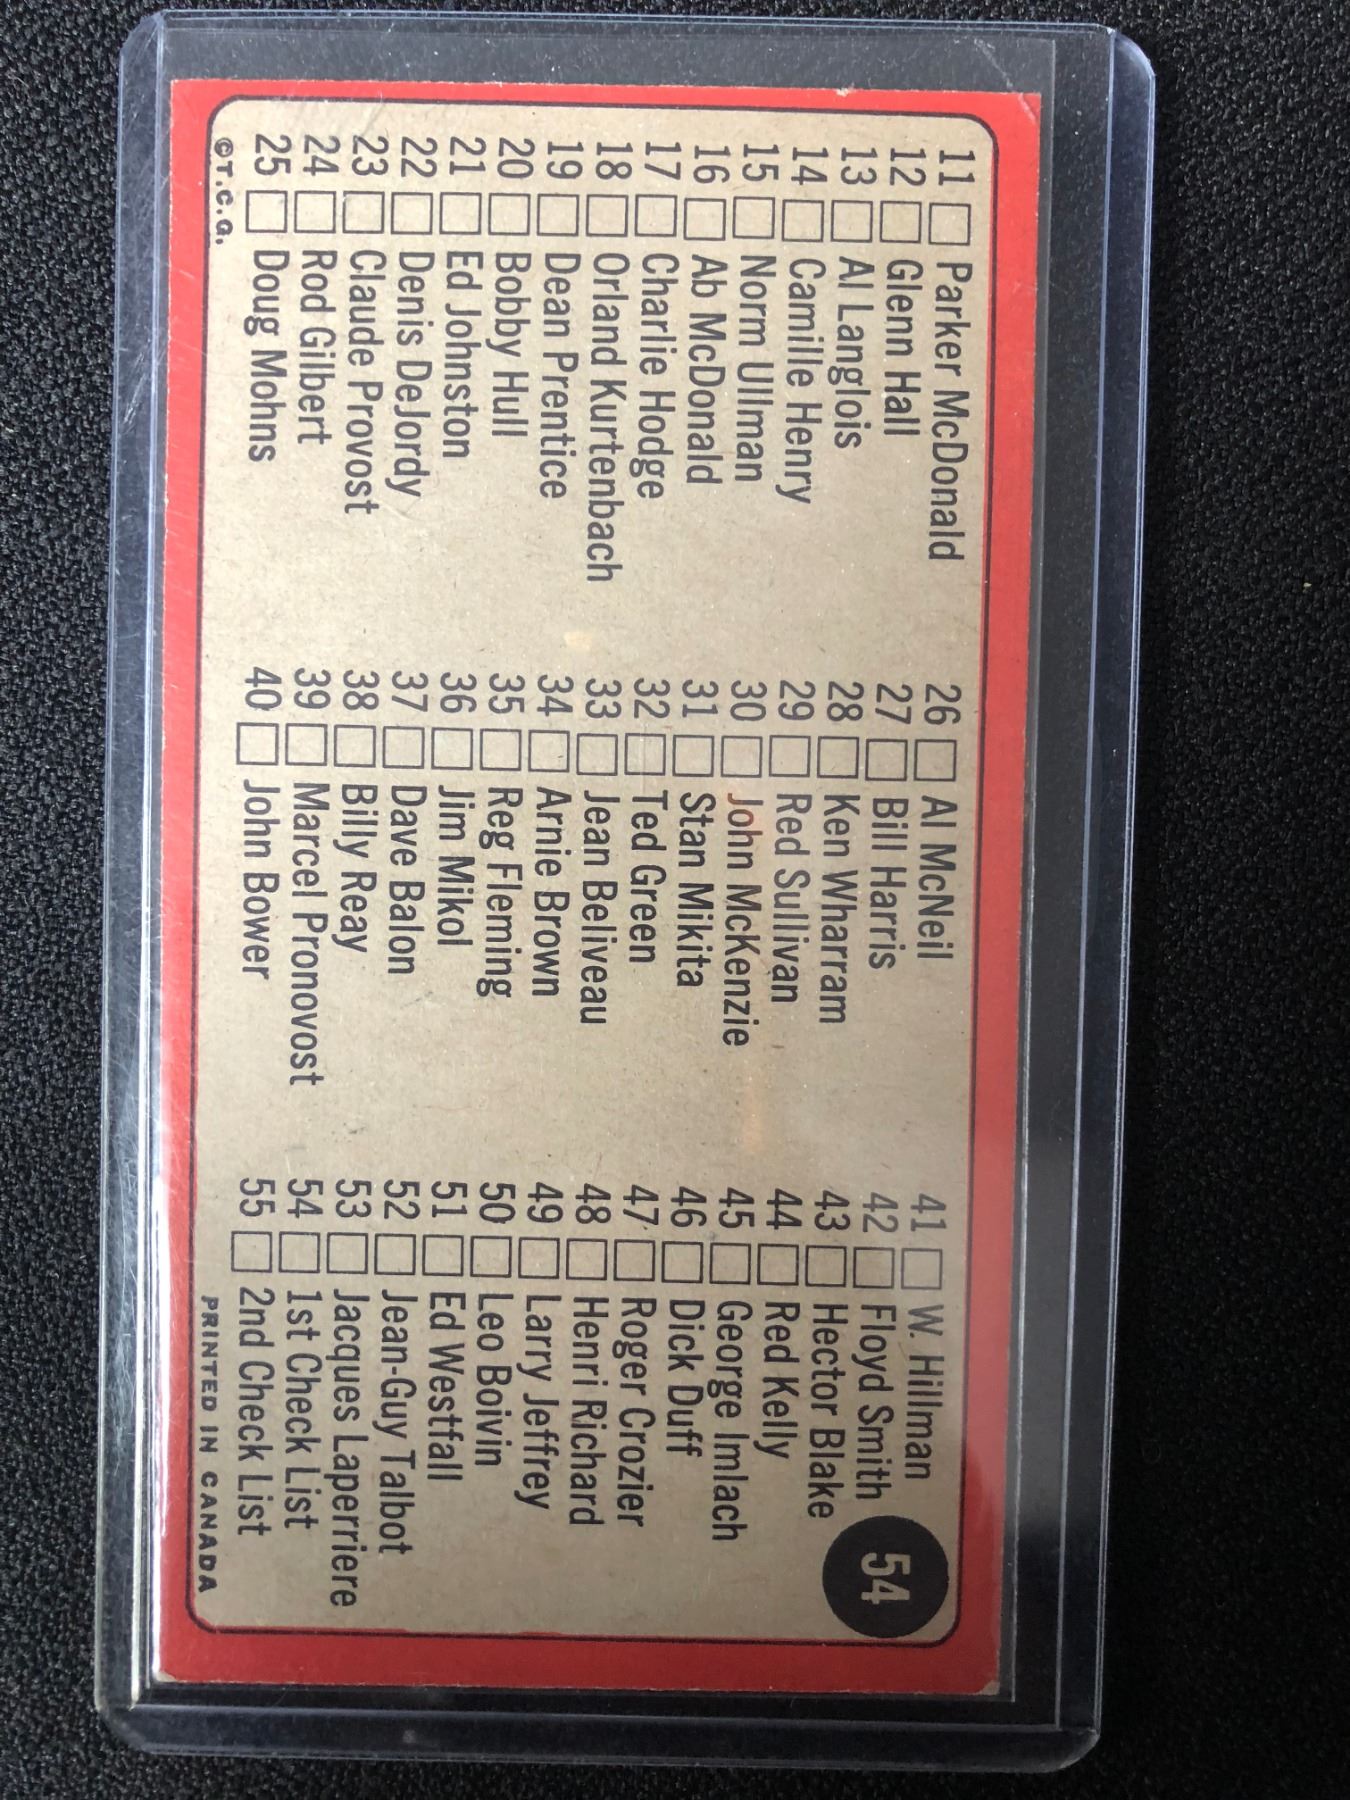 11 Parker McDonald
12 Glenn Hall
13 Al Langlois
14 Camille Henry
15 Norm Ullman
16 Ab McDonald
17 Charlie Hodge
18 Orland Kurtenbach
19 Dean Prentice
20 Bobby Hull
21 Ed Johnston
22 Denis DeJordy
23 Claude Provost
24 Rod Gilbert
25 Doug Mohns
©T.C.G.
26 Al McNeil
27 Bill Harris
28 Ken Wharram
29 Red Sullivan
30 John McKenzie
31 Stan Mikita
32 Ted Green
33 Jean Beliveau
34 Arnie Brown
35 Reg Fleming
36 Jim Mikol
37 Dave Balon
38 Billy Reay
39 Marcel Pronovost
40 John Bower
41 W. Hillman
42 Floyd Smith
43 Hector Blake
44 Red Kelly
45 George Imlach
46 Dick Duff
47 Roger Crozier
48 Henri Richard
49 Larry Jeffrey
50 Leo Boivin
51 Ed Westfall
52 Jean-Guy Talbot
53 Jacques Laperriere
54 1st Check List
55 2nd Check List
PRINTED IN CANADA
54